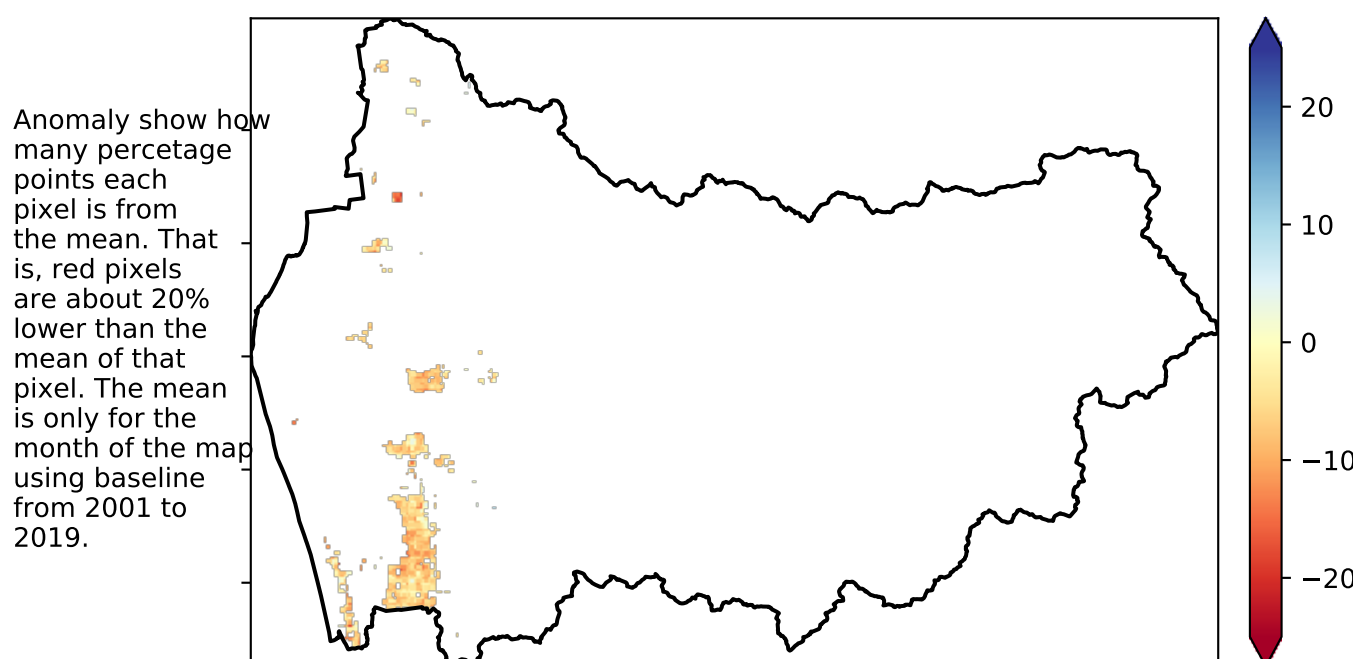 Anomaly show how
many percetage
points each
pixel is from
the mean. That
is, red pixels
are about 20%
lower than the
mean of that
pixel. The mean
is only for the
month of the map
using baseline
from 2001 to
2019.
20
10
0
−10
−20